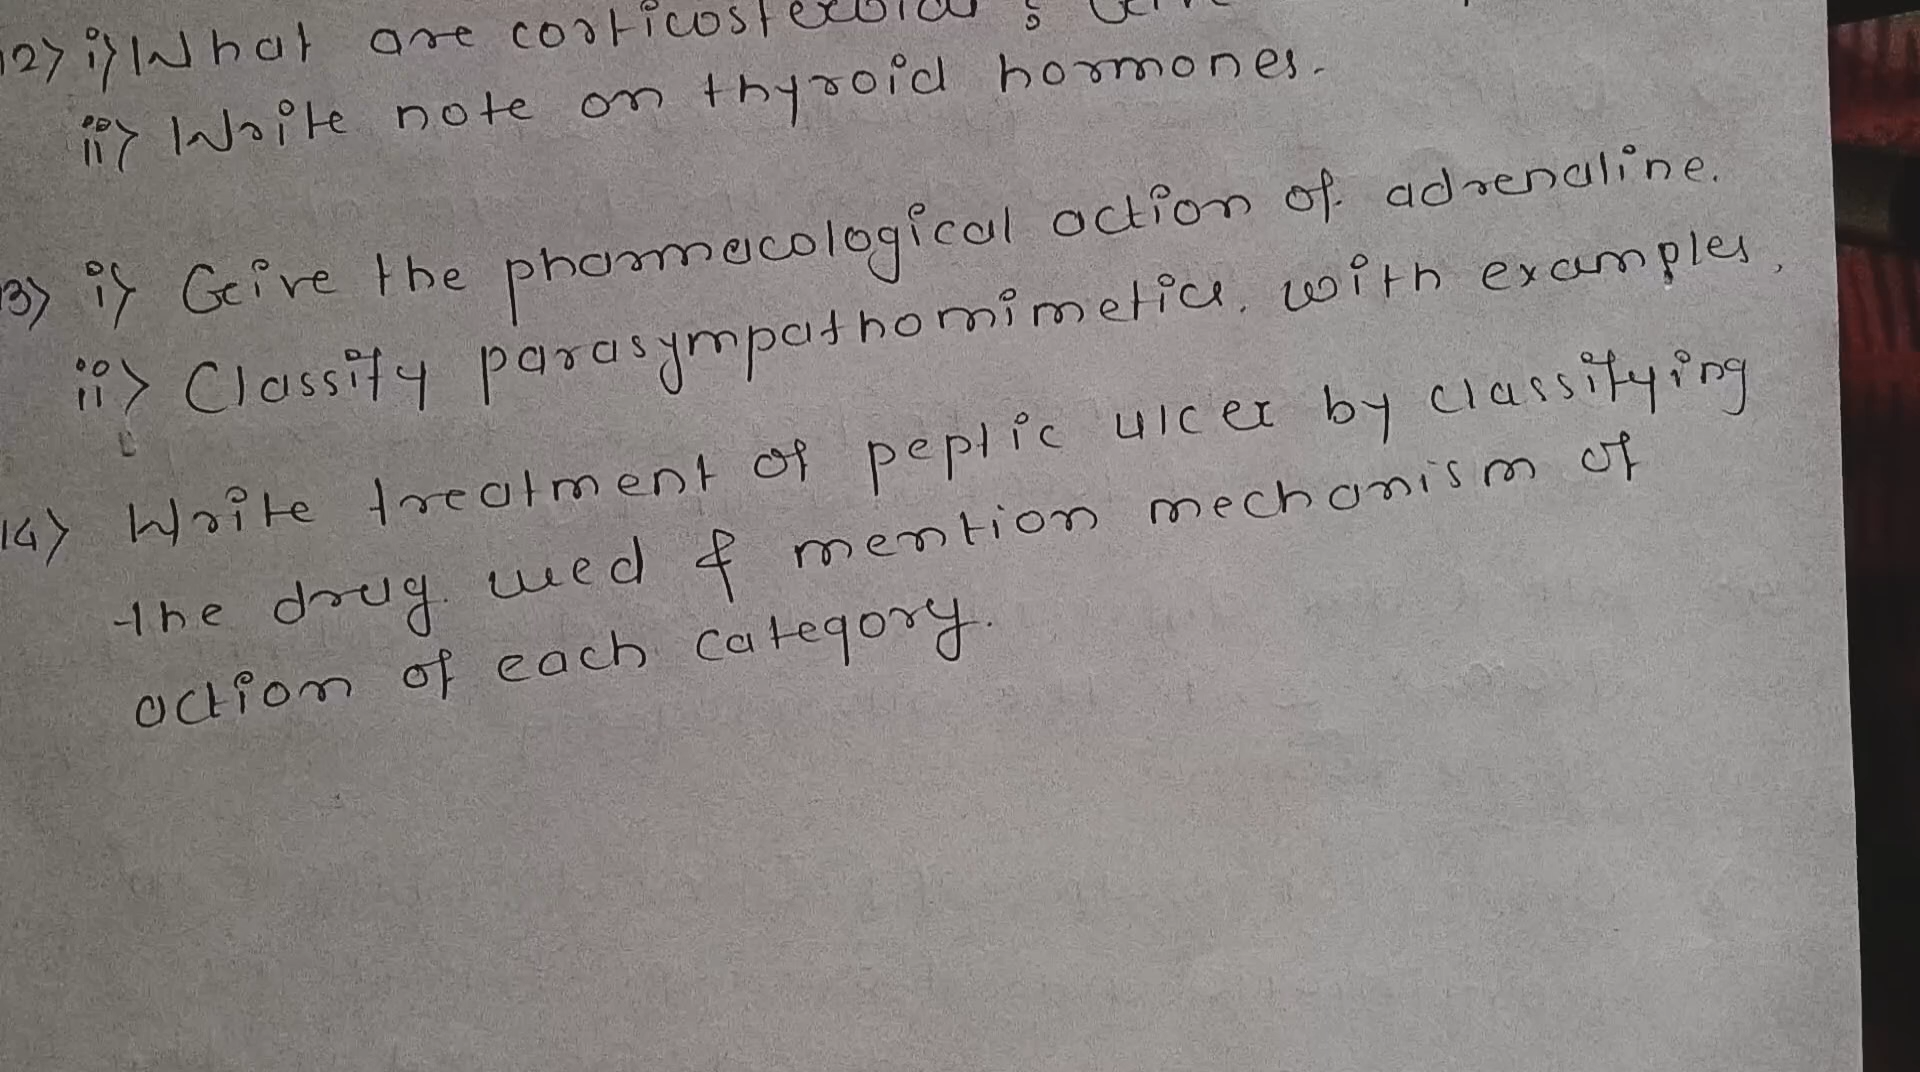 12) i) What are corticosteroids
ii) Write note on thyroid hormones.
13) i) Give the pharmacological action of adrenaline.
ii) Classify parasympathomimetics. with examples.
14) Write treatment of peptic ulcer by classifying
the drug used & mention mechanism of
action of each category.